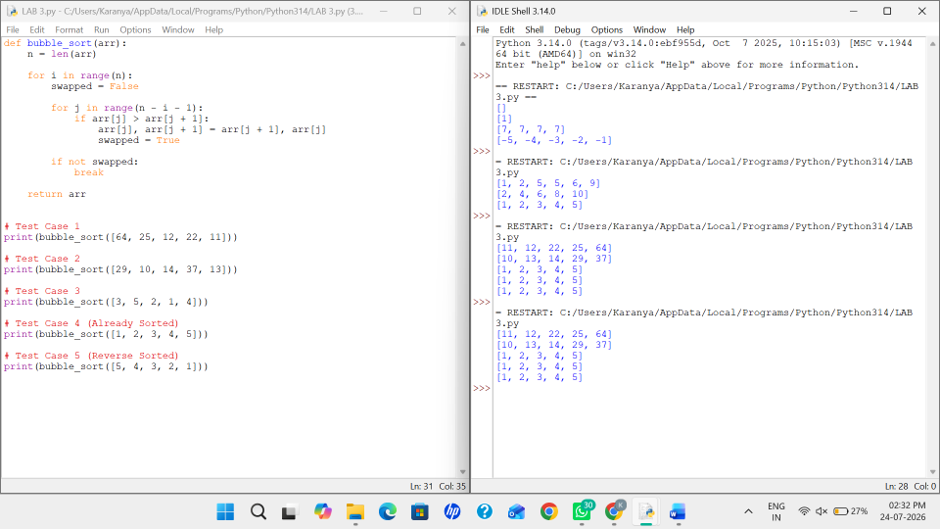 LAB 3.py - C:/Users/Karanya/AppData/Local/Programs/Python/Python314/LAB 3.py (3....
File Edit Format Run Options Window Help
def bubble_sort(arr):
    n = len(arr)
    for i in range(n):
        swapped = False
        for j in range(n - i - 1):
            if arr[j] > arr[j + 1]:
                arr[j], arr[j + 1] = arr[j + 1], arr[j]
                swapped = True
        if not swapped:
            break
    return arr
# Test Case 1
print(bubble_sort([64, 25, 12, 22, 11]))
# Test Case 2
print(bubble_sort([29, 10, 14, 37, 13]))
# Test Case 3
print(bubble_sort([3, 5, 2, 1, 4]))
# Test Case 4 (Already Sorted)
print(bubble_sort([1, 2, 3, 4, 5]))
# Test Case 5 (Reverse Sorted)
print(bubble_sort([5, 4, 3, 2, 1]))
Ln: 31 Col: 35
IDLE Shell 3.14.0
File Edit Shell Debug Options Window Help
Python 3.14.0 (tags/v3.14.0:ebf955d, Oct  7 2025, 10:15:03) [MSC v.1944
64 bit (AMD64)] on win32
Enter "help" below or click "Help" above for more information.
>>>
== RESTART: C:/Users/Karanya/AppData/Local/Programs/Python/Python314/LAB
3.py ==
[]
[1]
[7, 7, 7, 7]
[-5, -4, -3, -2, -1]
>>>
= RESTART: C:/Users/Karanya/AppData/Local/Programs/Python/Python314/LAB
3.py
[1, 2, 5, 5, 6, 9]
[2, 4, 6, 8, 10]
[1, 2, 3, 4, 5]
>>>
= RESTART: C:/Users/Karanya/AppData/Local/Programs/Python/Python314/LAB
3.py
[11, 12, 22, 25, 64]
[10, 13, 14, 29, 37]
[1, 2, 3, 4, 5]
[1, 2, 3, 4, 5]
[1, 2, 3, 4, 5]
>>>
= RESTART: C:/Users/Karanya/AppData/Local/Programs/Python/Python314/LAB
3.py
[11, 12, 22, 25, 64]
[10, 13, 14, 29, 37]
[1, 2, 3, 4, 5]
[1, 2, 3, 4, 5]
[1, 2, 3, 4, 5]
>>>
Ln: 28 Col: 0
hp
30
K
ENG
IN
27%
02:32 PM
24-07-2026